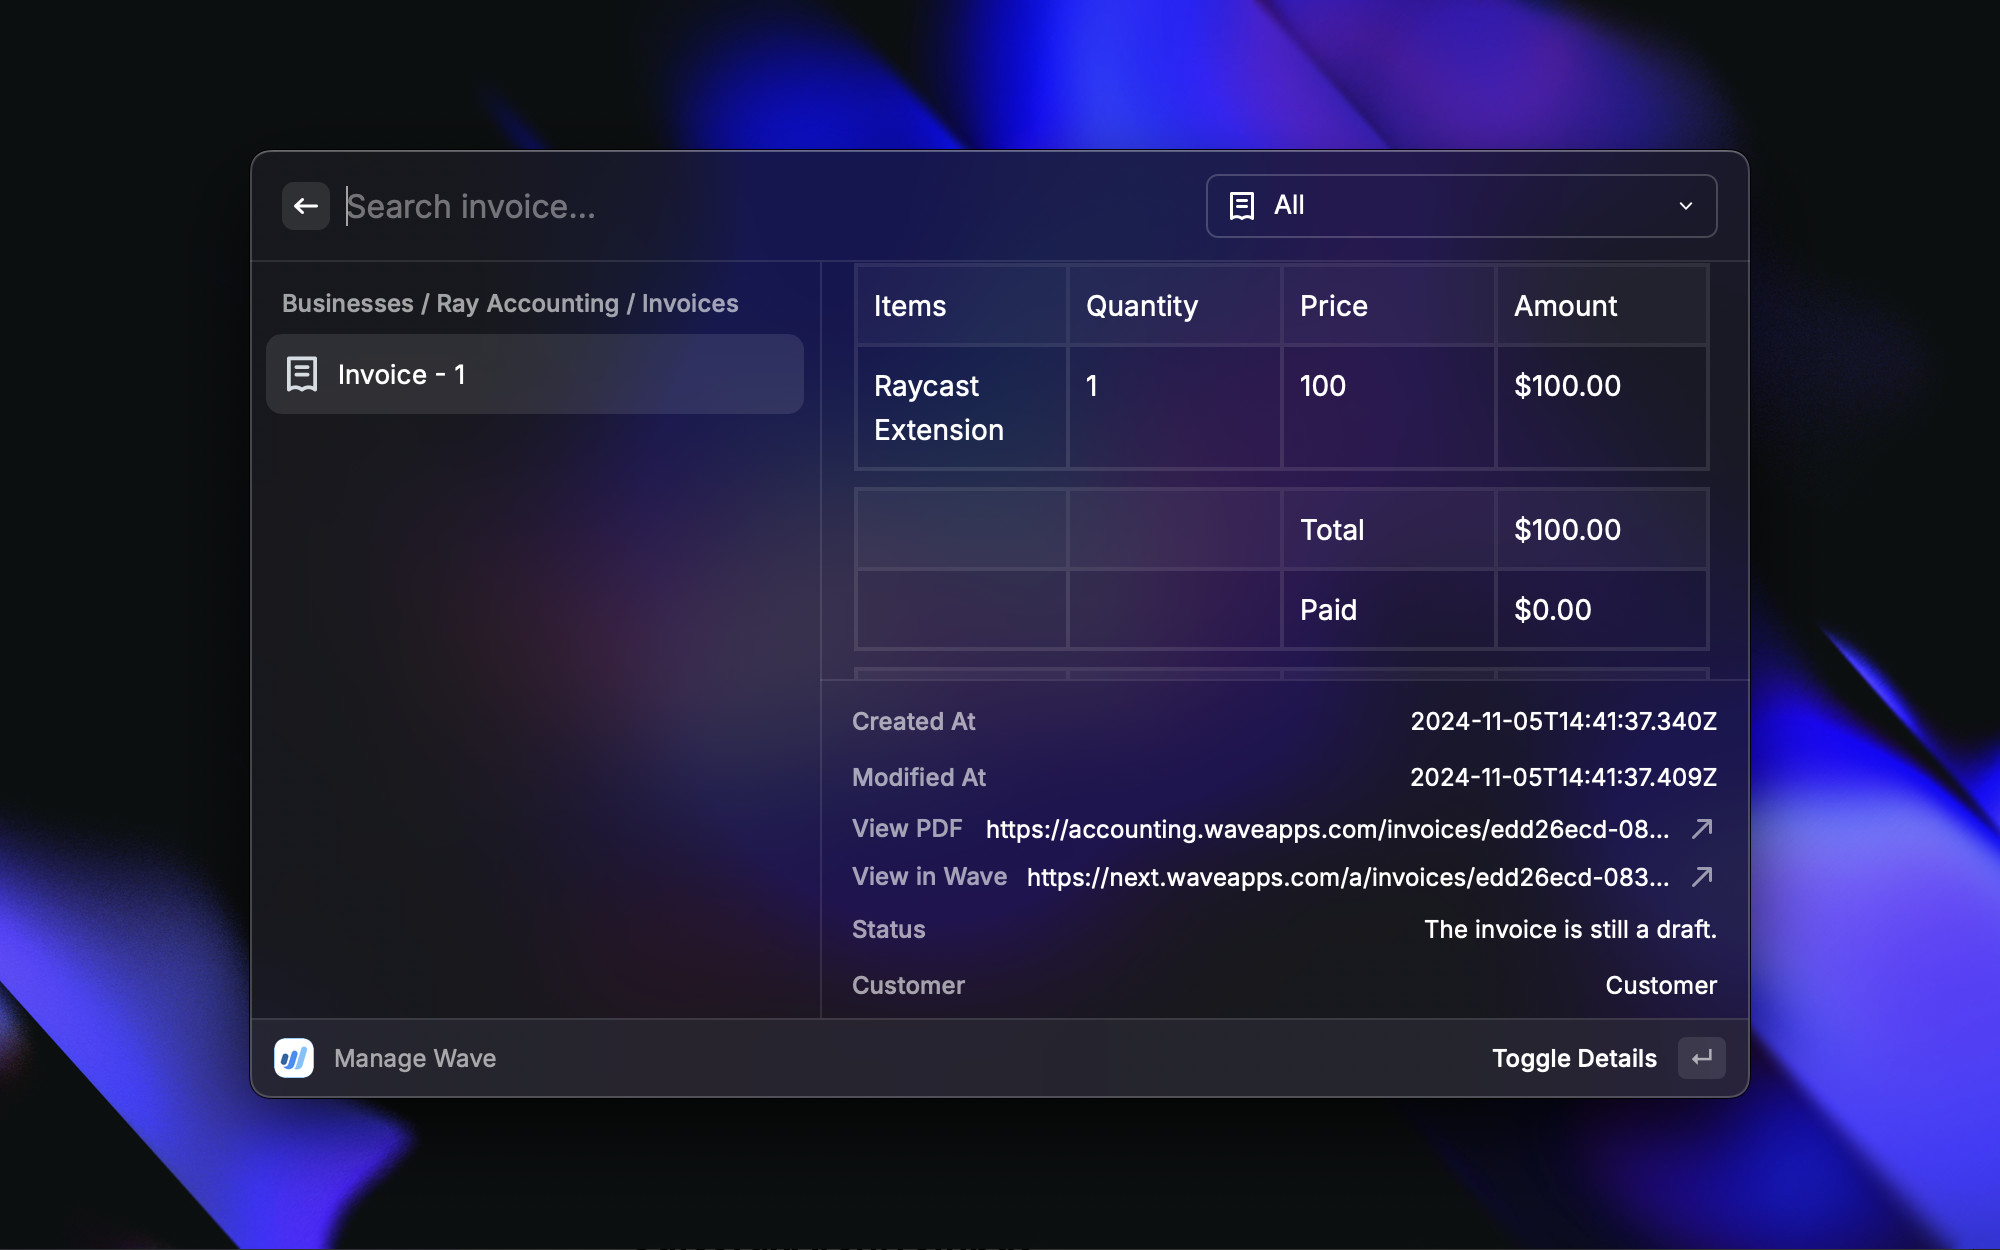 Search invoice...
All
Businesses / Ray Accounting / Invoices
Invoice - 1
Items Quantity Price Amount
Raycast Extension 1 100 $100.00
Total $100.00
Paid $0.00
Created At 2024-11-05T14:41:37.340Z
Modified At 2024-11-05T14:41:37.409Z
View PDF https://accounting.waveapps.com/invoices/edd26ecd-08...
View in Wave https://next.waveapps.com/a/invoices/edd26ecd-083...
Status The invoice is still a draft.
Customer Customer
Manage Wave
Toggle Details